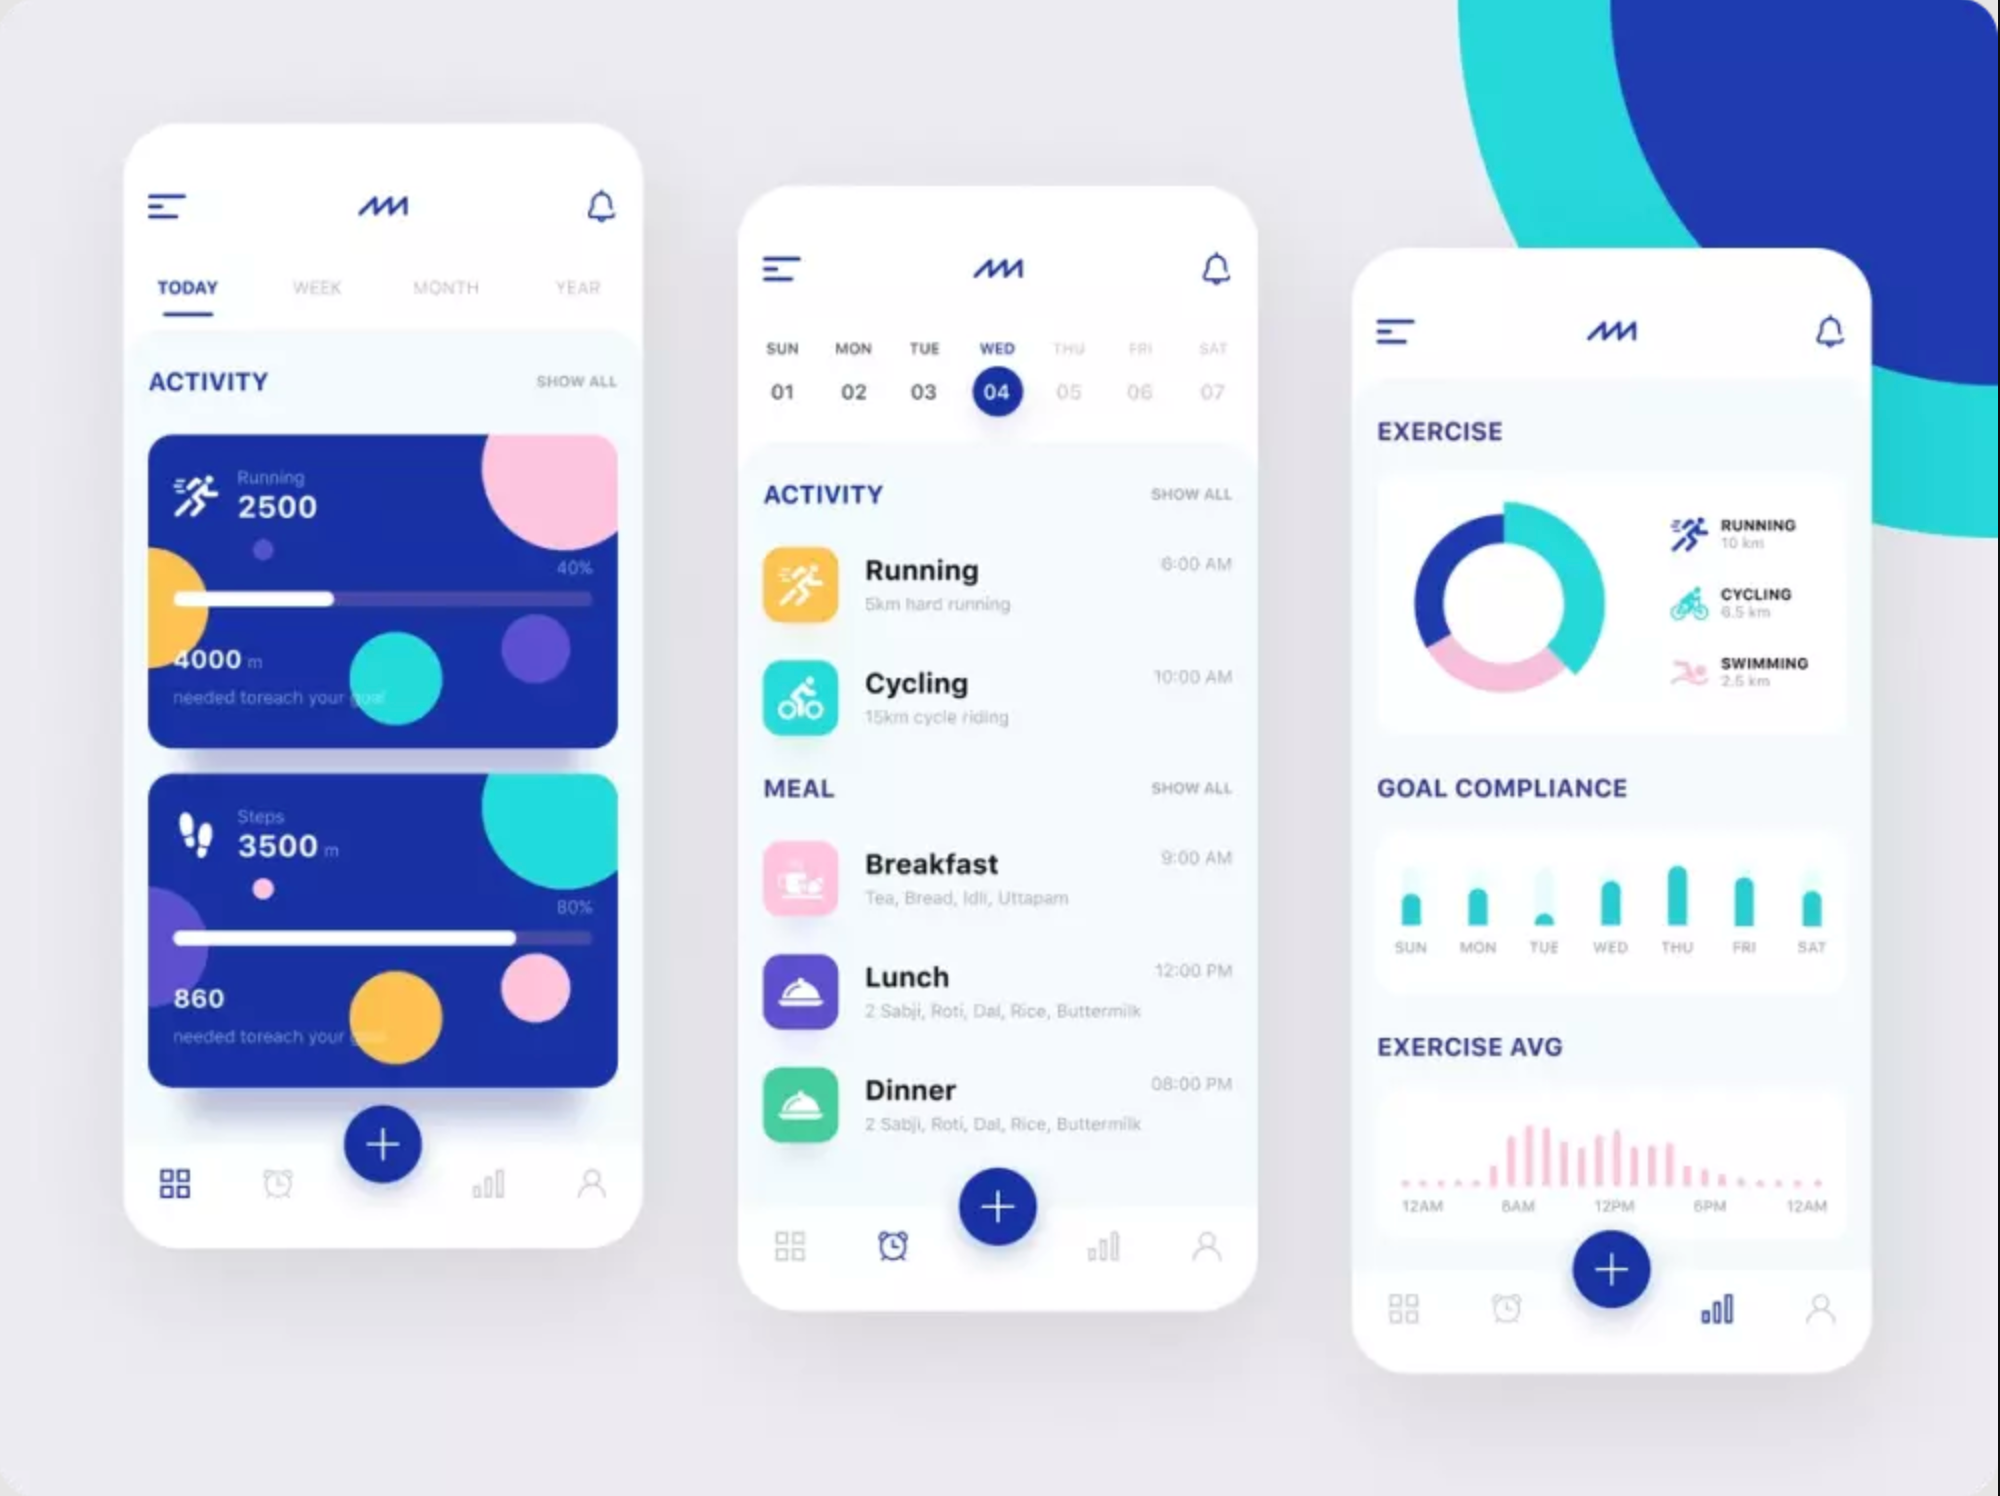 TODAY WEEK MONTH YEAR
ACTIVITY SHOW ALL
Running
2500
40%
4000 m
needed toreach your goal
Steps
3500 m
80%
860
needed toreach your
SUN MON TUE WED THU FRI SAT
01 02 03 04 05 06 07
ACTIVITY SHOW ALL
Running 6:00 AM
5km hard running
Cycling 10:00 AM
15km cycle riding
MEAL SHOW ALL
Breakfast 9:00 AM
Tea, Bread, Idli, Uttapam
Lunch 12:00 PM
2 Sabji, Roti, Dal, Rice, Buttermilk
Dinner 08:00 PM
2 Sabji, Roti, Dal, Rice, Buttermilk
EXERCISE
RUNNING
10 km
CYCLING
6.5 km
SWIMMING
2.5 km
GOAL COMPLIANCE
SUN MON TUE WED THU FRI SAT
EXERCISE AVG
12AM 6AM 12PM 6PM 12AM